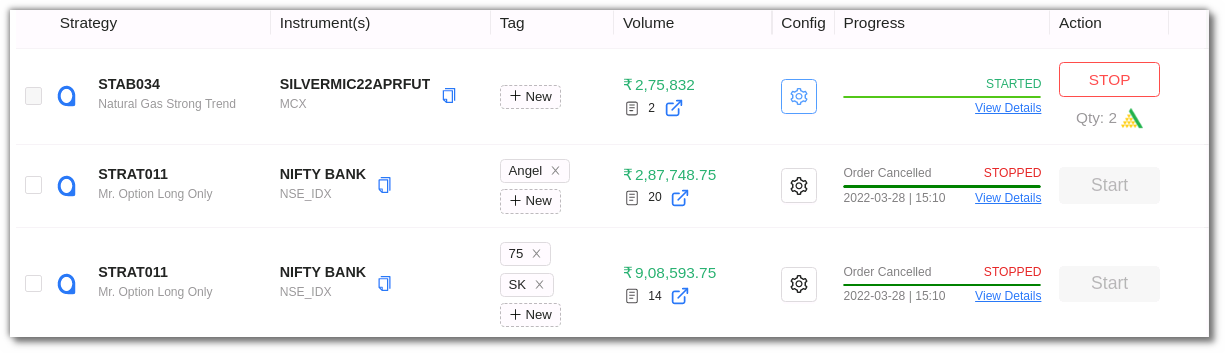 Strategy Instrument(s) Tag Volume Config Progress Action
STAB034 SILVERMIC22APRFUT ₹ 2,75,832 STARTED STOP
Natural Gas Strong Trend MCX + New 2 View Details
Qty: 2
STRAT011 NIFTY BANK Angel X ₹ 2,87,748.75 Order Cancelled STOPPED Start
Mr. Option Long Only NSE_IDX + New 20 2022-03-28 | 15:10 View Details
75 X
STRAT011 NIFTY BANK SK X ₹ 9,08,593.75 Order Cancelled STOPPED Start
Mr. Option Long Only NSE_IDX 14 2022-03-28 | 15:10 View Details
+ New